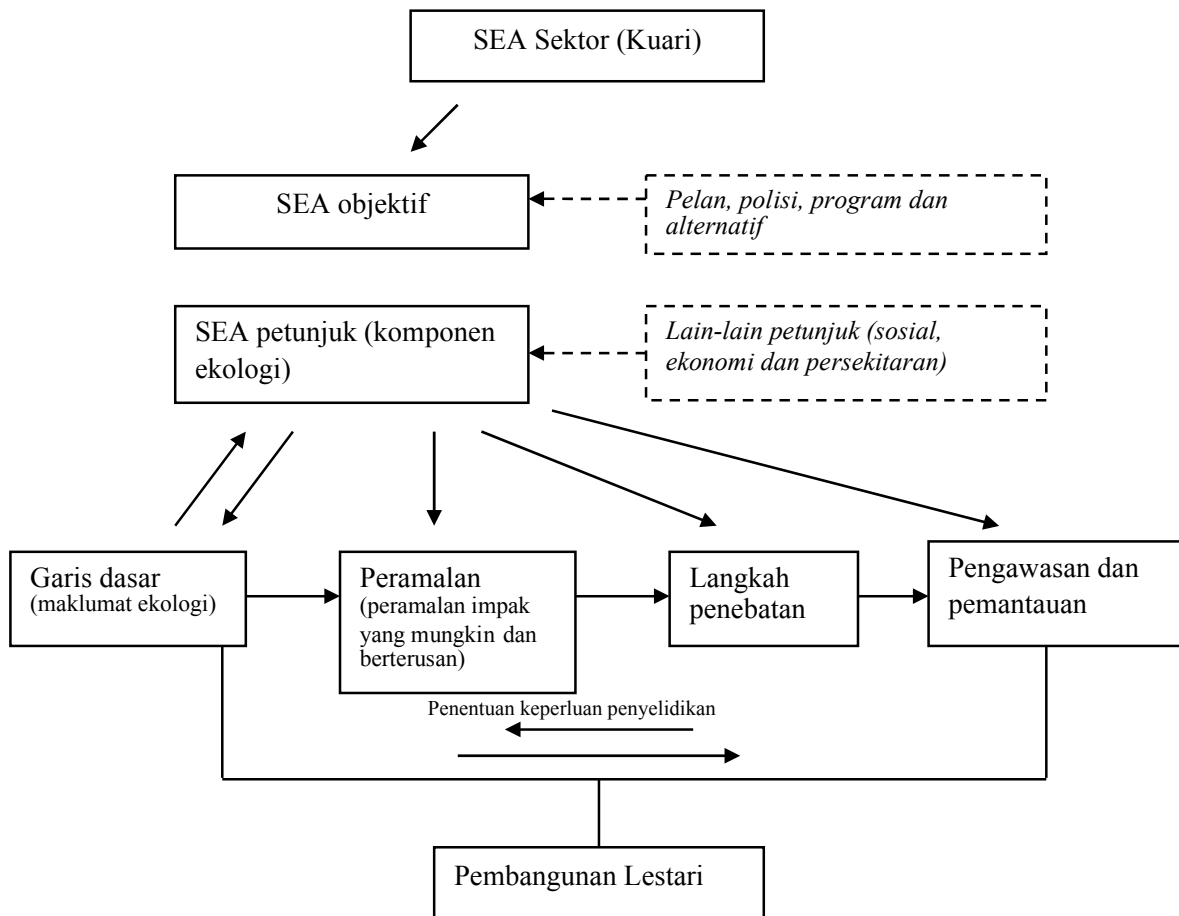 SEA Sektor (Kuari)
SEA objektif
Pelan, polisi, program dan
alternatif
SEA petunjuk (komponen
ekologi)
Lain-lain petunjuk (sosial,
ekonomi dan persekitaran)
Garis dasar
(maklumat ekologi)
Peramalan
(peramalan impak
yang mungkin dan
berterusan)
Langkah
penebatan
Pengawasan dan
pemantauan
Penentuan keperluan penyelidikan
Pembangunan Lestari